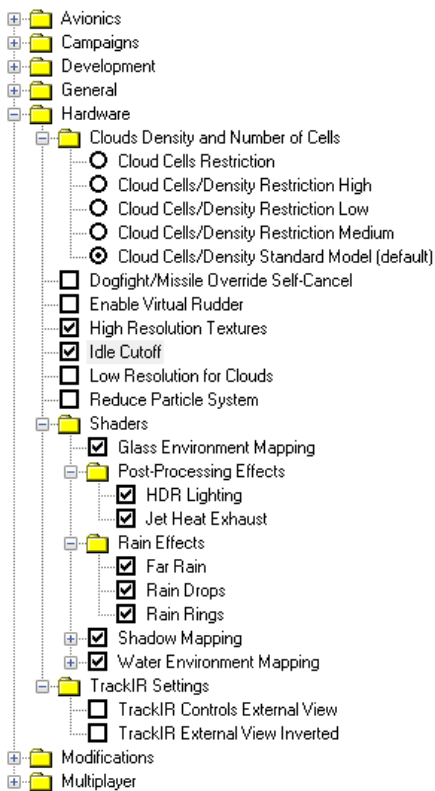 Avionics
Campaigns
Development
General
Hardware
Clouds Density and Number of Cells
Cloud Cells Restriction
Cloud Cells/Density Restriction High
Cloud Cells/Density Restriction Low
Cloud Cells/Density Restriction Medium
Cloud Cells/Density Standard Model (default)
Dogfight/Missile Override Self-Cancel
Enable Virtual Rudder
High Resolution Textures
Idle Cutoff
Low Resolution for Clouds
Reduce Particle System
Shaders
Glass Environment Mapping
Post-Processing Effects
HDR Lighting
Jet Heat Exhaust
Rain Effects
Far Rain
Rain Drops
Rain Rings
Shadow Mapping
Water Environment Mapping
TrackIR Settings
TrackIR Controls External View
TrackIR External View Inverted
Modifications
Multiplayer